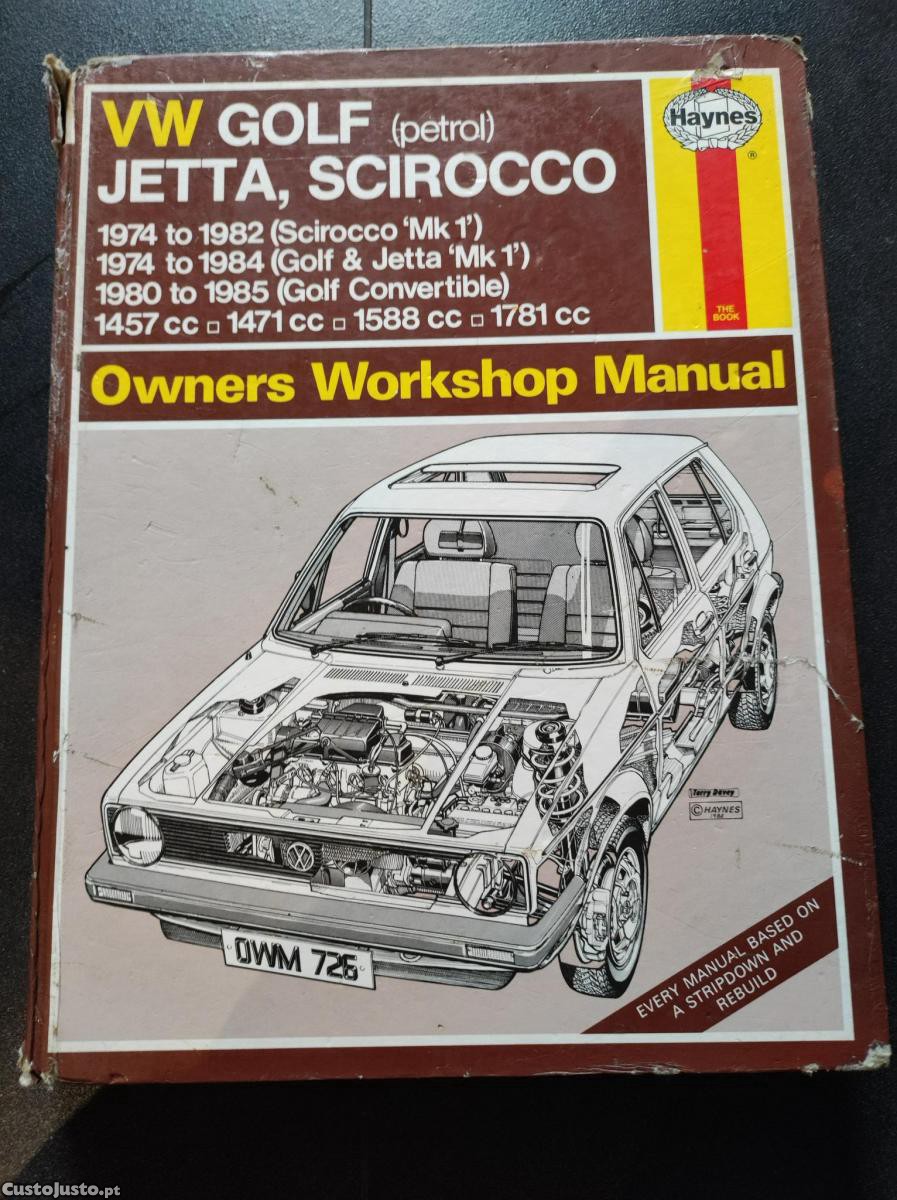 VW GOLF (petrol)
JETTA, SCIROCCO
1974 to 1982 (Scirocco ‘Mk 1’)
1974 to 1984 (Golf & Jetta ‘Mk 1’)
1980 to 1985 (Golf Convertible)
1457 cc □ 1471 cc □ 1588 cc □ 1781 cc
Haynes
®
THE
BOOK
Owners Workshop Manual
Terry Davey
© HAYNES
OWM 726
EVERY MANUAL BASED ON
A STRIPDOWN AND
REBUILD
CustoJusto.pt